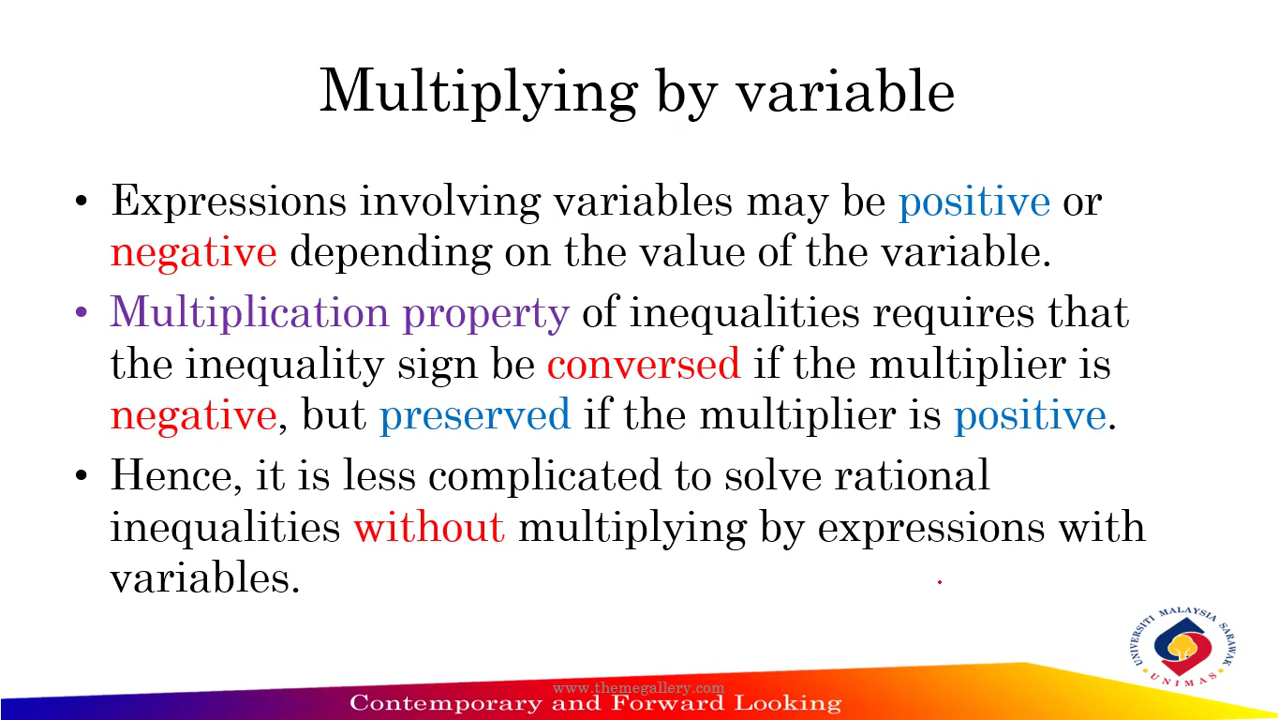 Multiplying by variable
• Expressions involving variables may be positive or
negative depending on the value of the variable.
• Multiplication property of inequalities requires that
the inequality sign be conversed if the multiplier is
negative, but preserved if the multiplier is positive.
• Hence, it is less complicated to solve rational
inequalities without multiplying by expressions with
variables.
UNIVERSITI MALAYSIA SARAWAK
UNIMAS
www.themegallery.com
Contemporary and Forward Looking